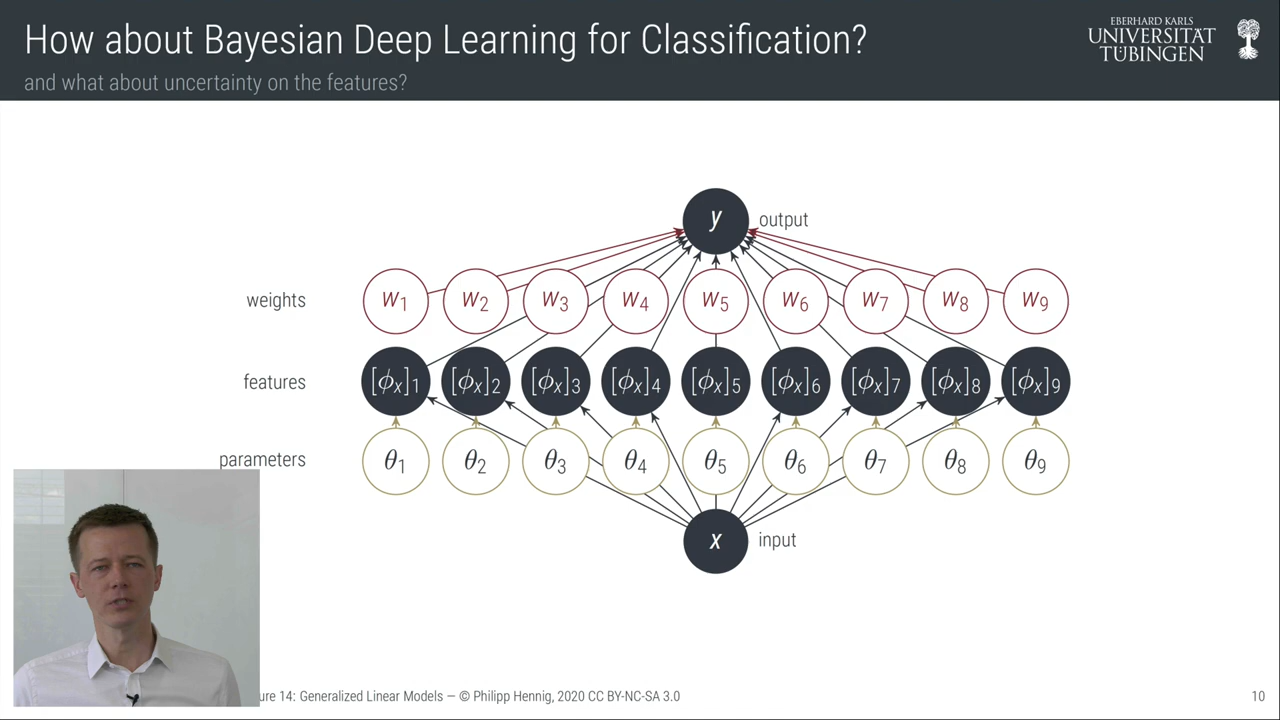 How about Bayesian Deep Learning for Classification?
and what about uncertainty on the features?
EBERHARD KARLS
UNIVERSITÄT
TÜBINGEN
y output
weights w1 w2 w3 w4 w5 w6 w7 w8 w9
features [ϕx]1 [ϕx]2 [ϕx]3 [ϕx]4 [ϕx]5 [ϕx]6 [ϕx]7 [ϕx]8 [ϕx]9
parameters θ1 θ2 θ3 θ4 θ5 θ6 θ7 θ8 θ9
x input
ure 14: Generalized Linear Models — © Philipp Hennig, 2020 CC BY-NC-SA 3.0
10